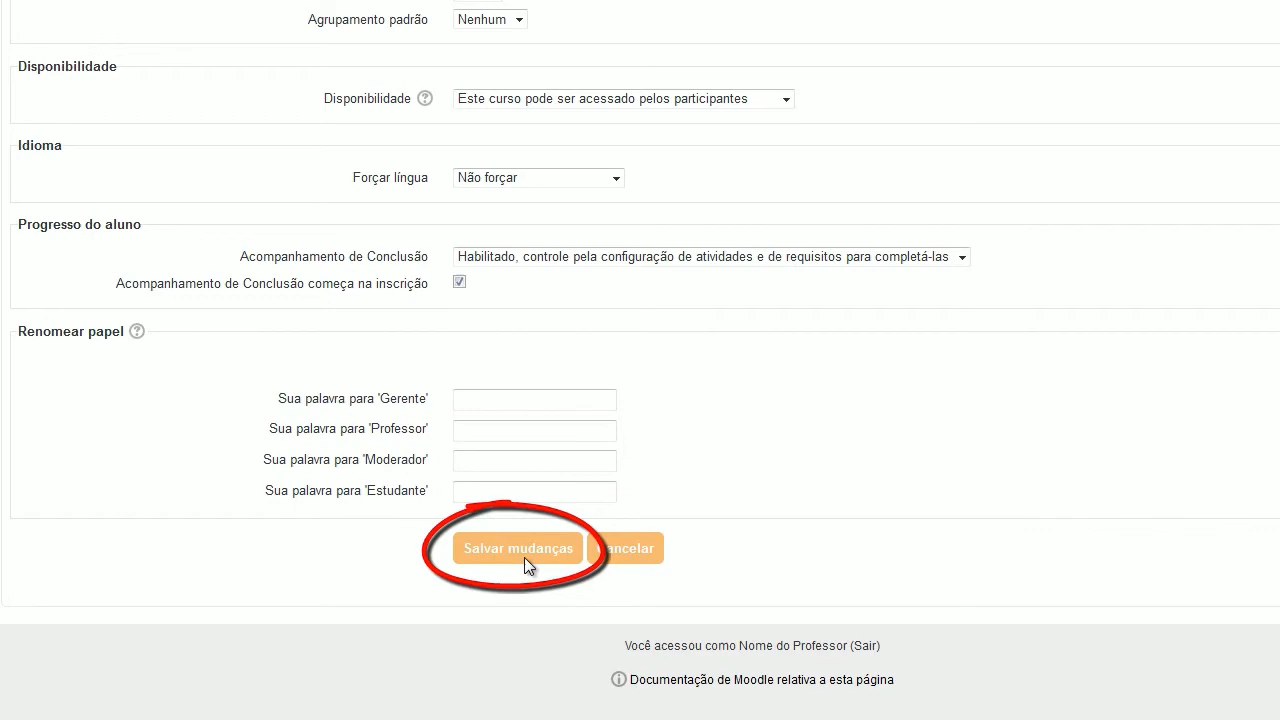 Agrupamento padrão Nenhum
Disponibilidade
Disponibilidade Este curso pode ser acessado pelos participantes
Idioma
Forçar língua Não forçar
Progresso do aluno
Acompanhamento de Conclusão Habilitado, controle pela configuração de atividades e de requisitos para completá-las
Acompanhamento de Conclusão começa na inscrição
Renomear papel
Sua palavra para 'Gerente'
Sua palavra para 'Professor'
Sua palavra para 'Moderador'
Sua palavra para 'Estudante'
Salvar mudanças Cancelar
Você acessou como Nome do Professor (Sair)
Documentação de Moodle relativa a esta página